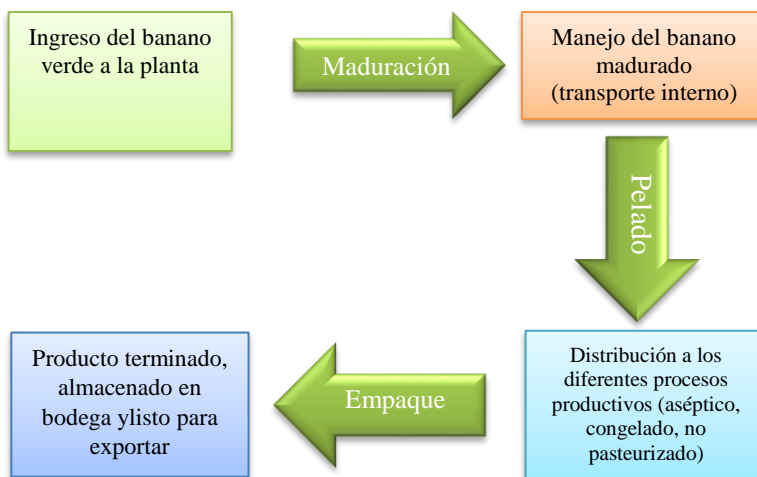 Ingreso del banano
verde a la planta
Maduración
Manejo del banano
madurado
(transporte interno)
Pelado
Distribución a los
diferentes procesos
productivos (aséptico,
congelado, no
pasteurizado)
Empaque
Producto terminado,
almacenado en
bodega ylisto para
exportar